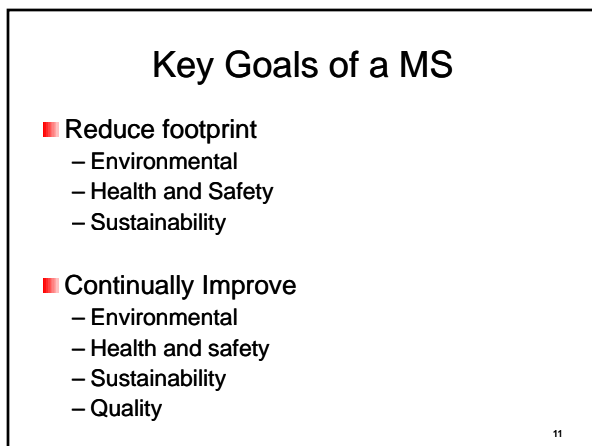 Key Goals of a MS
Reduce footprint
– Environmental
– Health and Safety
– Sustainability
Continually Improve
– Environmental
– Health and safety
– Sustainability
– Quality
11